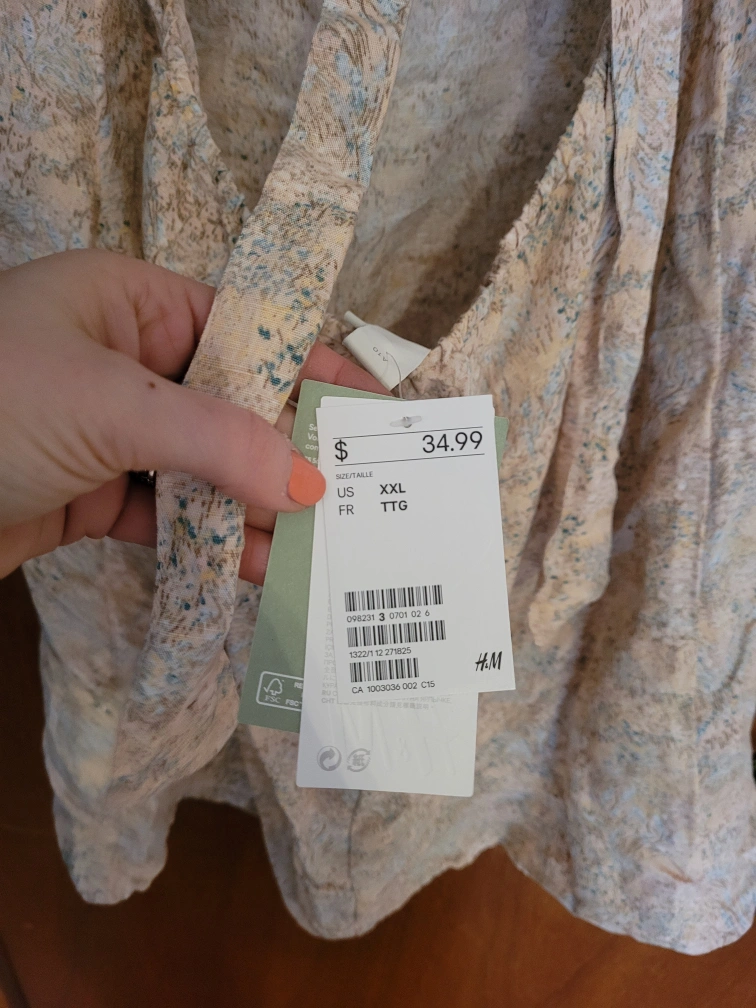 $ 34.99
SIZE/TAILLE
US XXL
FR TTG
098231 3 0701 02 6
1322/1 12 271825
CA 1003036 002 C15
H&M
FSC